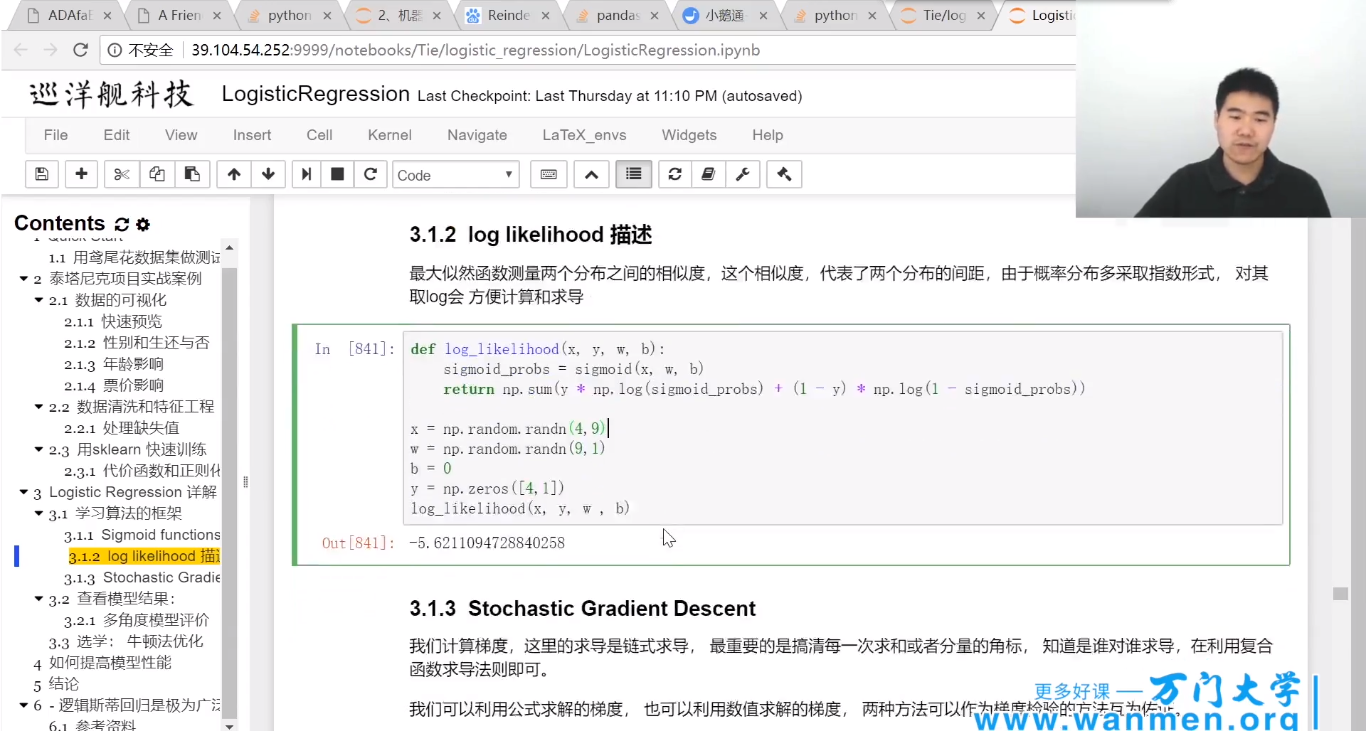 ADAfaE
A Frien
python
2、机器
Reinde
pandas
小鹅通
python
Tie/log
Logisti
不安全 39.104.54.252:9999/notebooks/Tie/logistic_regression/LogisticRegression.ipynb
巡洋舰科技 LogisticRegression Last Checkpoint: Last Thursday at 11:10 PM (autosaved)
File Edit View Insert Cell Kernel Navigate LaTeX_envs Widgets Help
Code
Contents
1 Quick Start
1.1 用鸢尾花数据集做测试
2 泰塔尼克项目实战案例
2.1 数据的可视化
2.1.1 快速预览
2.1.2 性别和生还与否
2.1.3 年龄影响
2.1.4 票价影响
2.2 数据清洗和特征工程
2.2.1 处理缺失值
2.3 用sklearn 快速训练
2.3.1 代价函数和正则化
3 Logistic Regression 详解
3.1 学习算法的框架
3.1.1 Sigmoid functions
3.1.2 log likelihood 描述
3.1.3 Stochastic Gradie
3.2 查看模型结果:
3.2.1 多角度模型评价
3.3 选学: 牛顿法优化
4 如何提高模型性能
5 结论
6 - 逻辑斯蒂回归是极为广泛
6.1 参考资料
3.1.2 log likelihood 描述
最大似然函数测量两个分布之间的相似度，这个相似度，代表了两个分布的间距，由于概率分布多采取指数形式， 对其
取log会 方便计算和求导
In [841]:
def log_likelihood(x, y, w, b):
    sigmoid_probs = sigmoid(x, w, b)
    return np.sum(y * np.log(sigmoid_probs) + (1 - y) * np.log(1 - sigmoid_probs))
x = np.random.randn(4,9)
w = np.random.randn(9,1)
b = 0
y = np.zeros([4,1])
log_likelihood(x, y, w , b)
Out[841]: -5.6211094728840258
3.1.3 Stochastic Gradient Descent
我们计算梯度，这里的求导是链式求导， 最重要的是搞清每一次求和或者分量的角标， 知道是谁对谁求导，在利用复合
函数求导法则即可。
我们可以利用公式求解的梯度， 也可以利用数值求解的梯度， 两种方法可以作为梯度检验的方法互为佐证。
更多好课 — 万门大学
www.wanmen.org